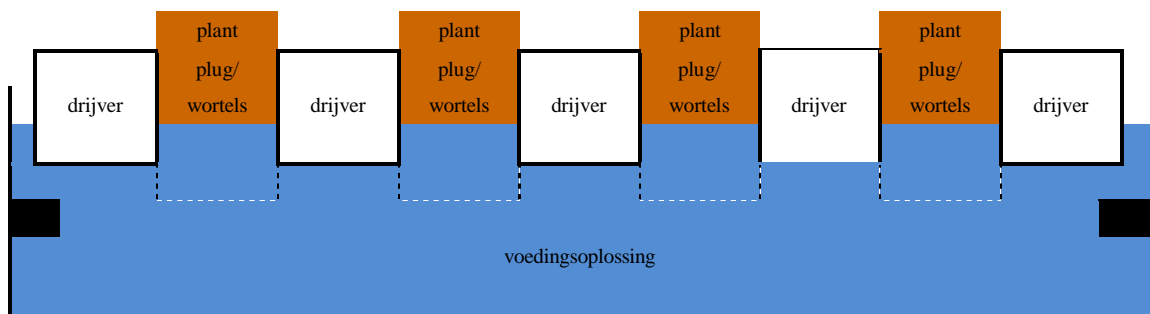 plant plant plant plant
plug/ plug/ plug/ plug/
drijver wortels drijver wortels drijver wortels drijver wortels drijver
voedingsoplossing